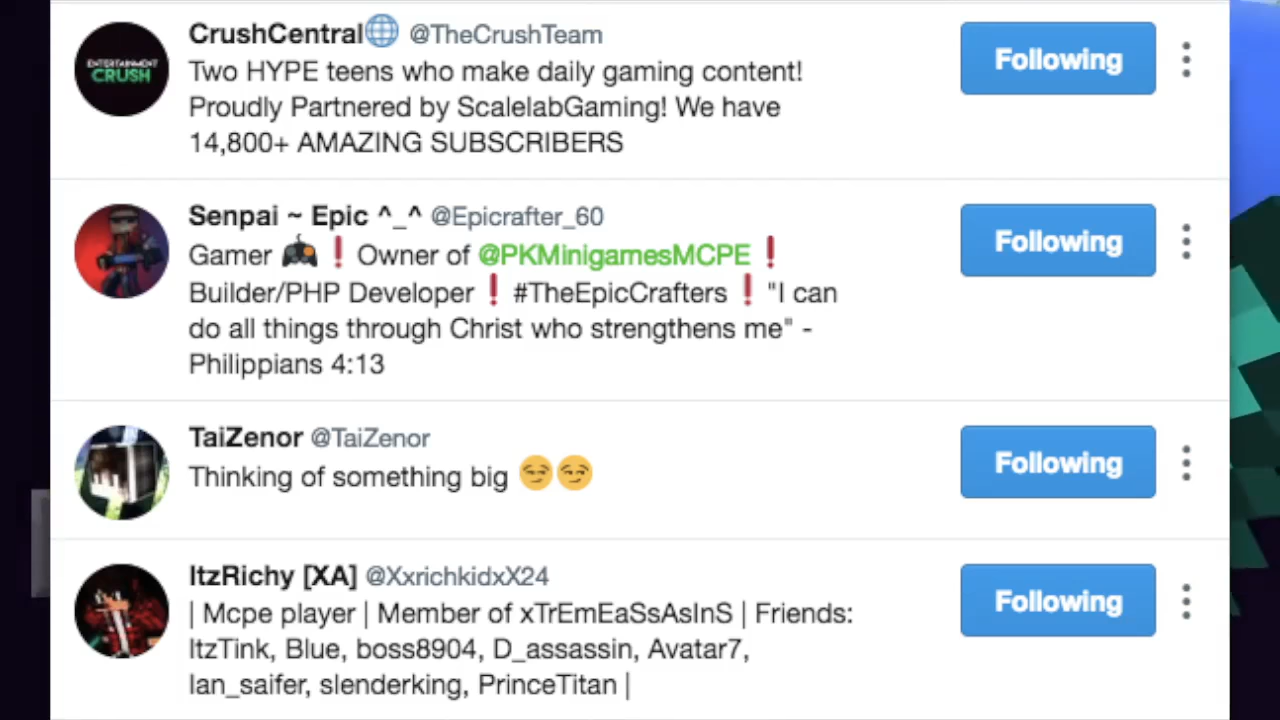 ENTERTAINMENT
CRUSH
CrushCentral🌐 @TheCrushTeam
Following
Two HYPE teens who make daily gaming content!
Proudly Partnered by ScalelabGaming! We have
14,800+ AMAZING SUBSCRIBERS
Senpai ~ Epic ^_^ @Epicrafter_60
Following
Gamer 🎮❗ Owner of @PKMinigamesMCPE❗
Builder/PHP Developer❗#TheEpicCrafters❗"I can
do all things through Christ who strengthens me" -
Philippians 4:13
TaiZenor @TaiZenor
Following
Thinking of something big 😏😏
ItzRichy [XA] @XxrichkidxX24
Following
| Mcpe player | Member of xTrEmEaSsAsInS | Friends:
ItzTink, Blue, boss8904, D_assassin, Avatar7,
Ian_saifer, slenderking, PrinceTitan |